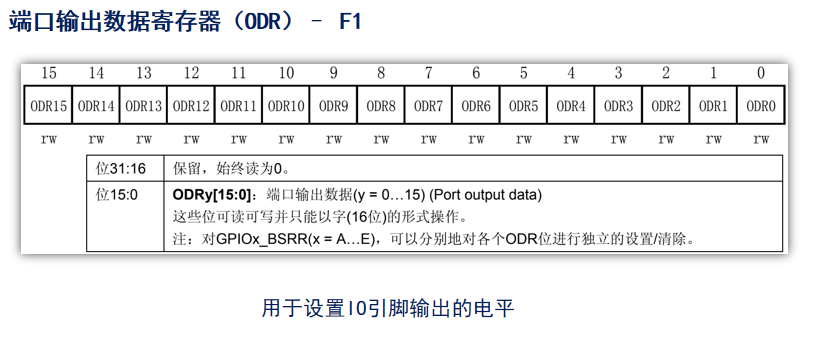 端口输出数据寄存器（ODR）- F1
15 14 13 12 11 10 9 8 7 6 5 4 3 2 1 0
ODR15 ODR14 ODR13 ODR12 ODR11 ODR10 ODR9 ODR8 ODR7 ODR6 ODR5 ODR4 ODR3 ODR2 ODR1 ODR0
rw rw rw rw rw rw rw rw rw rw rw rw rw rw rw rw
位31:16 保留，始终读为0。
位15:0 ODRy[15:0]：端口输出数据(y = 0…15) (Port output data)
这些位可读可写并只能以字(16位)的形式操作。
注：对GPIOx_BSRR(x = A…E)，可以分别地对各个ODR位进行独立的设置/清除。
用于设置IO引脚输出的电平